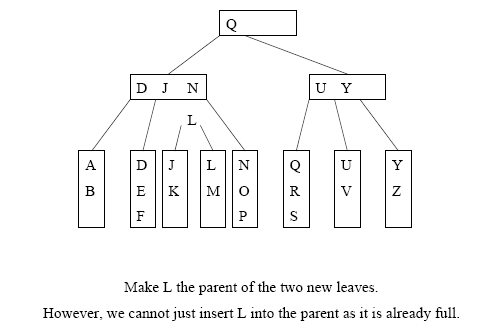 Q
D J N U Y
L
A D J L N Q U Y
B E K M O R V Z
F P S
Make L the parent of the two new leaves.
However, we cannot just insert L into the parent as it is already full.